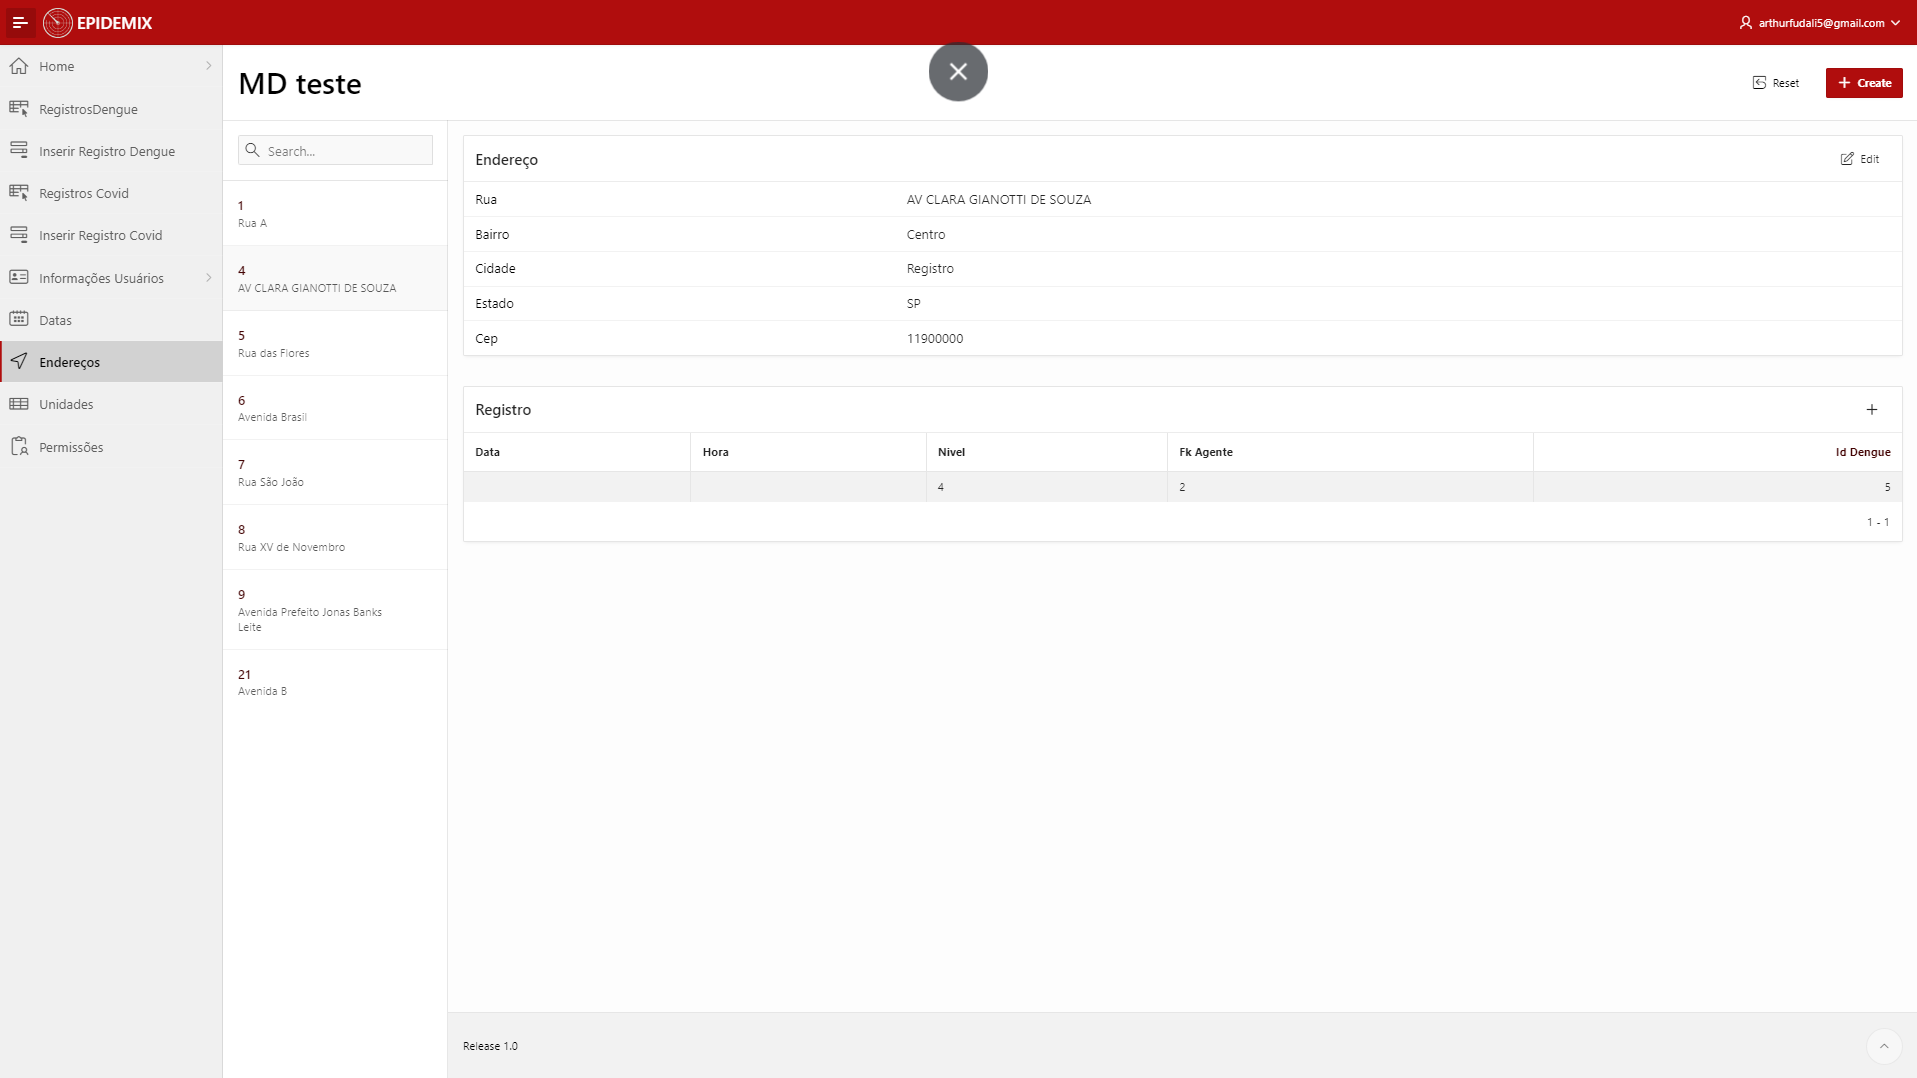 EPIDEMIX
arthurfudali5@gmail.com
Home
RegistrosDengue
Inserir Registro Dengue
Registros Covid
Inserir Registro Covid
Informações Usuários
Datas
Endereços
Unidades
Permissões
MD teste
Reset
Create
Search...
1
Rua A
4
AV CLARA GIANOTTI DE SOUZA
5
Rua das Flores
6
Avenida Brasil
7
Rua São João
8
Rua XV de Novembro
9
Avenida Prefeito Jonas Banks
Leite
21
Avenida B
Endereço
Edit
Rua AV CLARA GIANOTTI DE SOUZA
Bairro Centro
Cidade Registro
Estado SP
Cep 11900000
Registro
Data Hora Nivel Fk Agente Id Dengue
4 2 5
1 - 1
Release 1.0